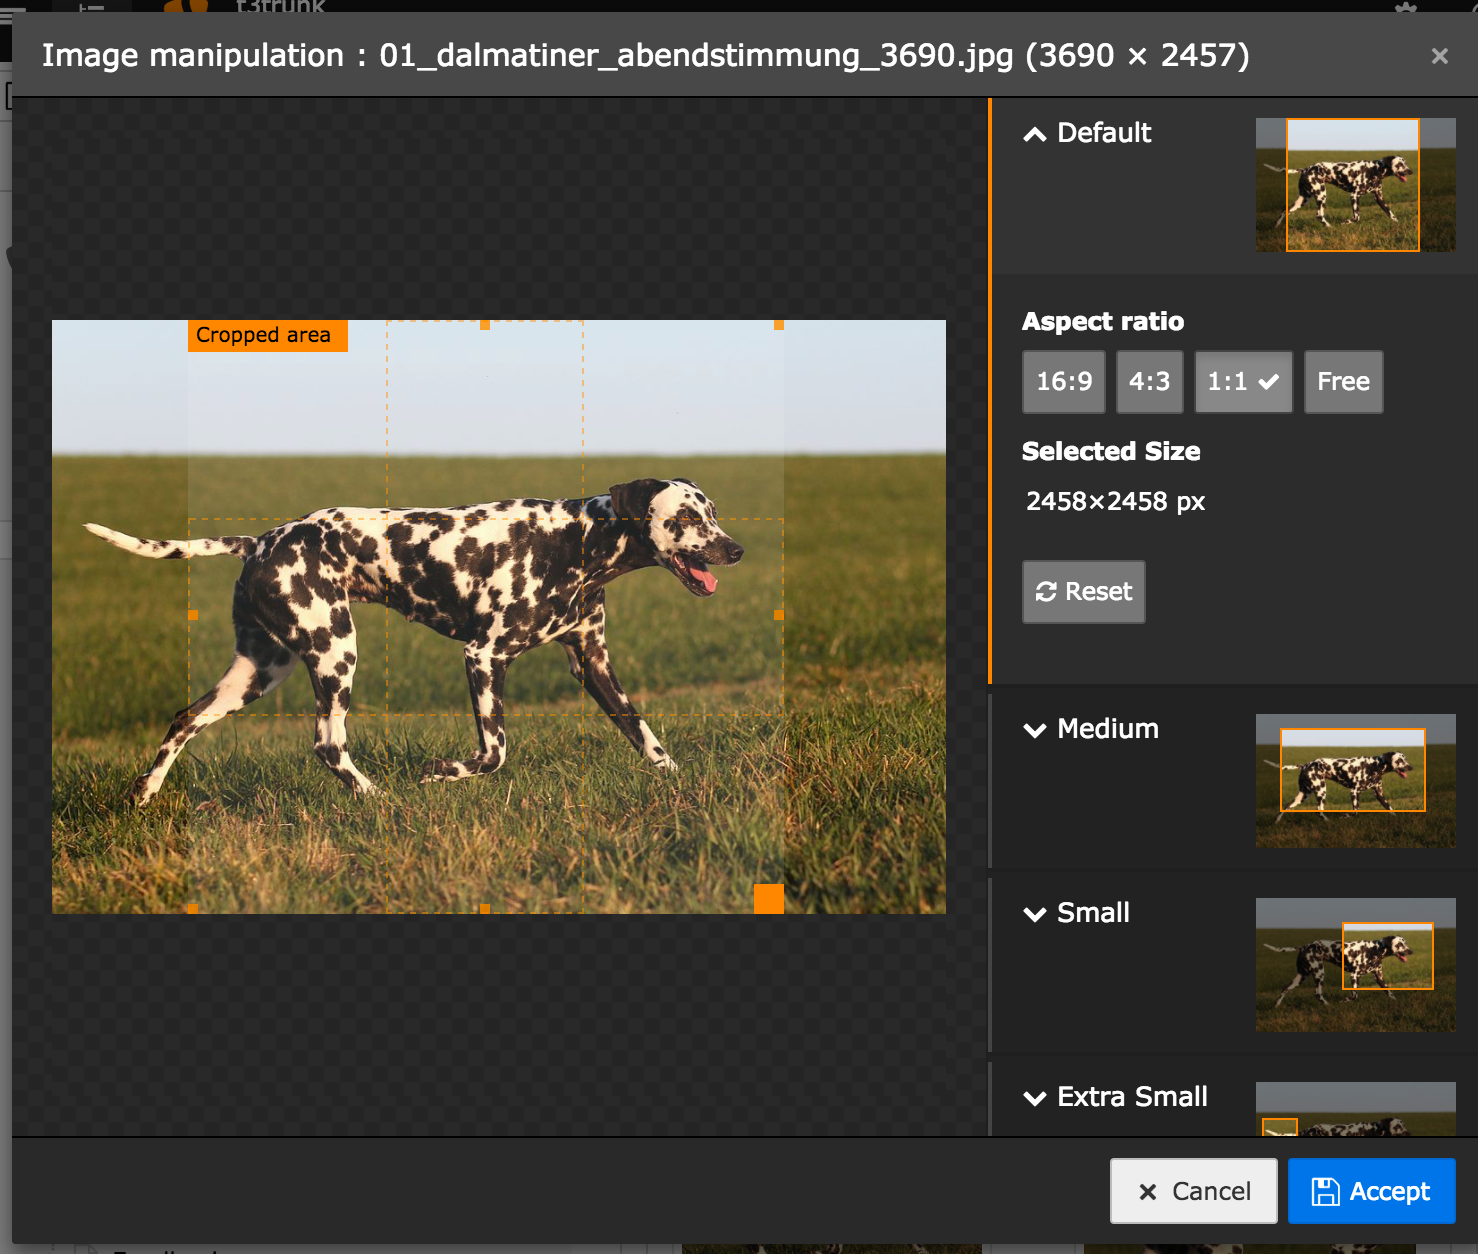 t3trunk
Image manipulation : 01_dalmatiner_abendstimmung_3690.jpg (3690 × 2457)
Cropped area
Default
Aspect ratio
16:9 4:3 1:1 Free
Selected Size
2458×2458 px
Reset
Medium
Small
Extra Small
Cancel Accept